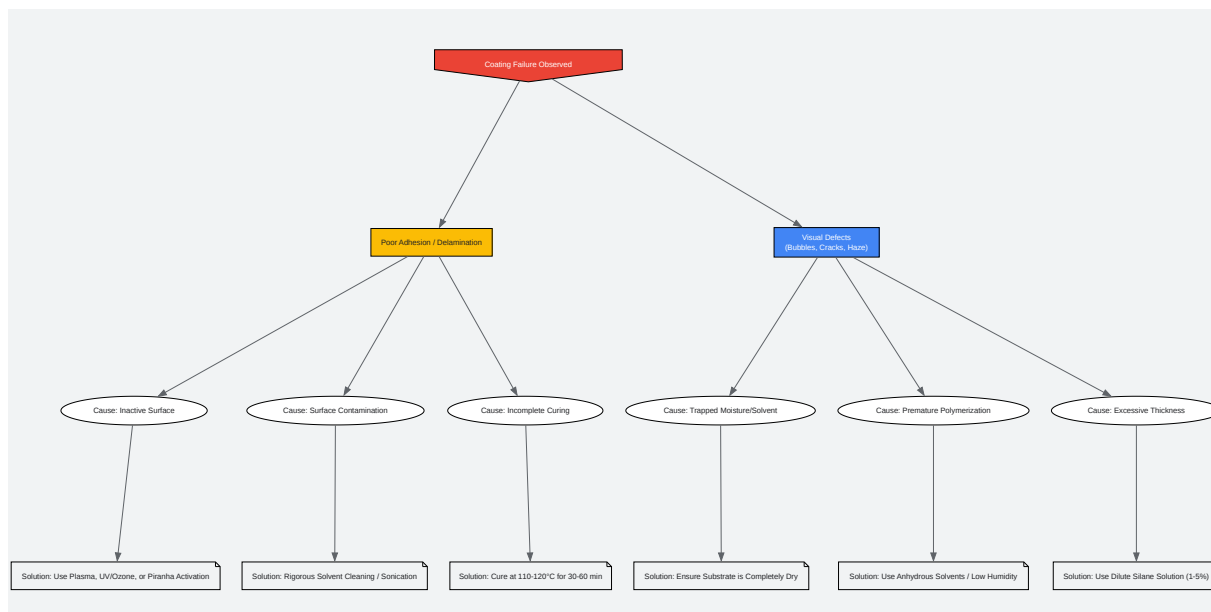 Coating Failure Observed
Poor Adhesion / Delamination
Visual Defects
(Bubbles, Cracks, Haze)
Cause: Inactive Surface
Cause: Surface Contamination
Cause: Incomplete Curing
Cause: Trapped Moisture/Solvent
Cause: Premature Polymerization
Cause: Excessive Thickness
Solution: Use Plasma, UV/Ozone, or Piranha Activation
Solution: Rigorous Solvent Cleaning / Sonication
Solution: Cure at 110-120°C for 30-60 min
Solution: Ensure Substrate is Completely Dry
Solution: Use Anhydrous Solvents / Low Humidity
Solution: Use Dilute Silane Solution (1-5%)